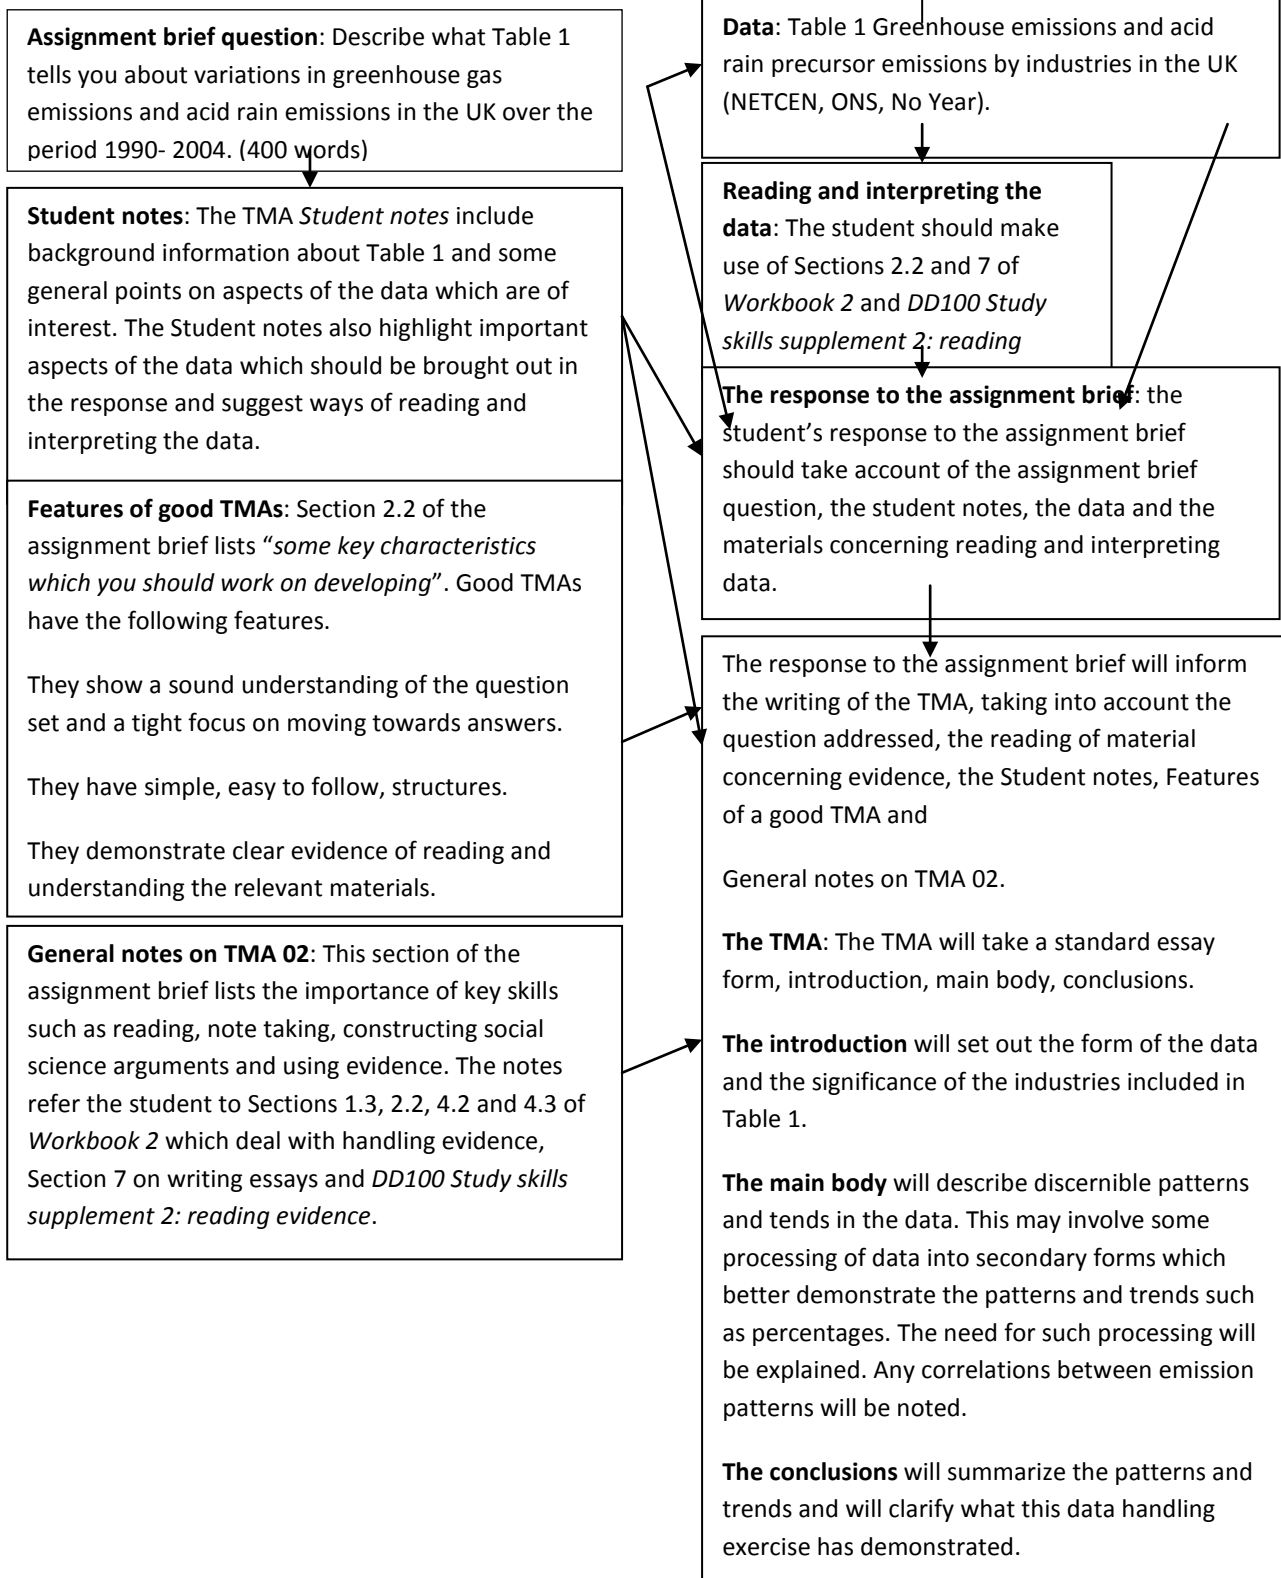 Assignment brief question: Describe what Table 1
tells you about variations in greenhouse gas
emissions and acid rain emissions in the UK over the
period 1990- 2004. (400 words)
Student notes: The TMA Student notes include
background information about Table 1 and some
general points on aspects of the data which are of
interest. The Student notes also highlight important
aspects of the data which should be brought out in
the response and suggest ways of reading and
interpreting the data.
Features of good TMAs: Section 2.2 of the
assignment brief lists “some key characteristics
which you should work on developing”. Good TMAs
have the following features.
They show a sound understanding of the question
set and a tight focus on moving towards answers.
They have simple, easy to follow, structures.
They demonstrate clear evidence of reading and
understanding the relevant materials.
General notes on TMA 02: This section of the
assignment brief lists the importance of key skills
such as reading, note taking, constructing social
science arguments and using evidence. The notes
refer the student to Sections 1.3, 2.2, 4.2 and 4.3 of
Workbook 2 which deal with handling evidence,
Section 7 on writing essays and DD100 Study skills
supplement 2: reading evidence.
Data: Table 1 Greenhouse emissions and acid
rain precursor emissions by industries in the UK
(NETCEN, ONS, No Year).
Reading and interpreting the
data: The student should make
use of Sections 2.2 and 7 of
Workbook 2 and DD100 Study
skills supplement 2: reading
The response to the assignment brief: the
student’s response to the assignment brief
should take account of the assignment brief
question, the student notes, the data and the
materials concerning reading and interpreting
data.
The response to the assignment brief will inform
the writing of the TMA, taking into account the
question addressed, the reading of material
concerning evidence, the Student notes, Features
of a good TMA and
General notes on TMA 02.
The TMA: The TMA will take a standard essay
form, introduction, main body, conclusions.
The introduction will set out the form of the data
and the significance of the industries included in
Table 1.
The main body will describe discernible patterns
and tends in the data. This may involve some
processing of data into secondary forms which
better demonstrate the patterns and trends such
as percentages. The need for such processing will
be explained. Any correlations between emission
patterns will be noted.
The conclusions will summarize the patterns and
trends and will clarify what this data handling
exercise has demonstrated.